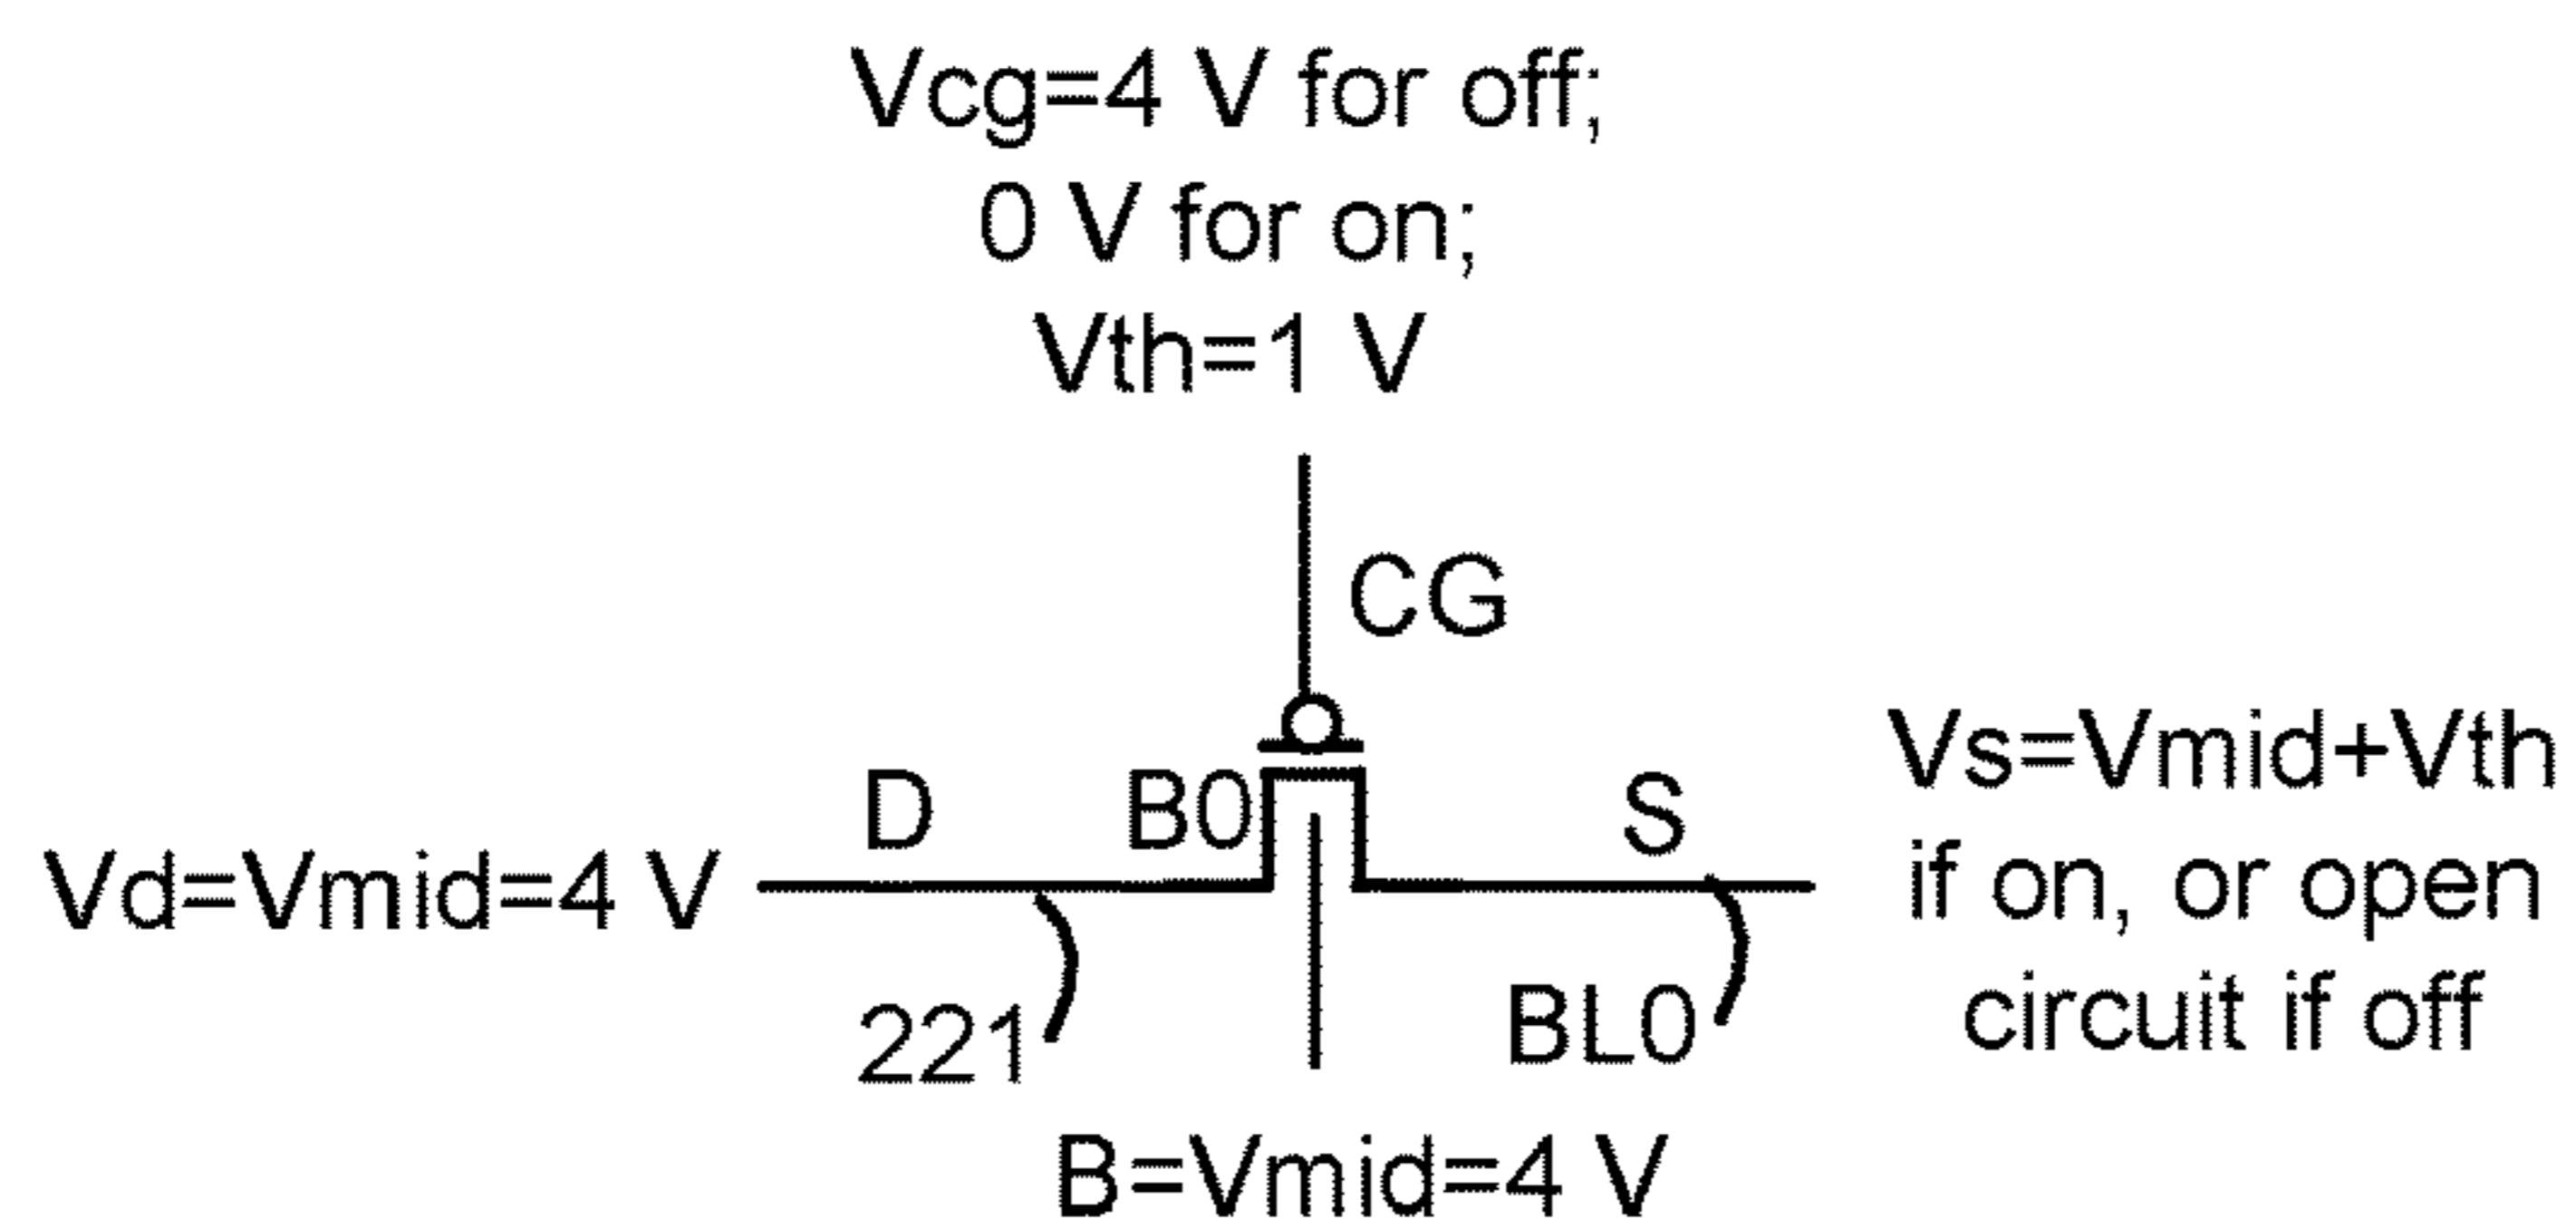 Vcg=4 V for off;
0 V for on;
Vth=1 V
CG
D
B0
S
Vd=Vmid=4 V
Vs=Vmid+Vth
if on, or open
circuit if off
221
BL0
B=Vmid=4 V